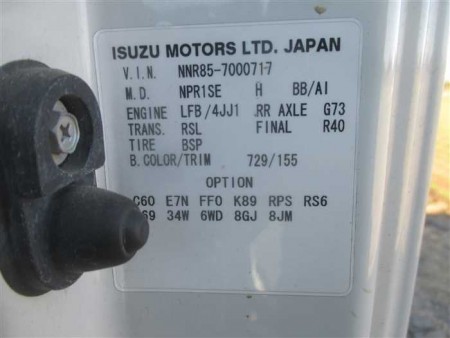 ISUZU MOTORS LTD. JAPAN
V.I.N. NNR85-7000717
M.D. NPR1SE H BB/AI
ENGINE LFB/4JJ1 RR AXLE G73
TRANS. RSL FINAL R40
TIRE BSP
B.COLOR/TRIM 729/155
OPTION
C60 E7N FF0 K89 RPS RS6
34W 6WD 8GJ 8JM